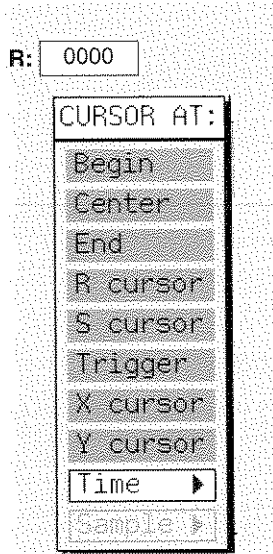 R: 0000
CURSOR AT:
Begin
Center
End
R cursor
S cursor
Trigger
X cursor
Y cursor
Time ▶
Sample ▶